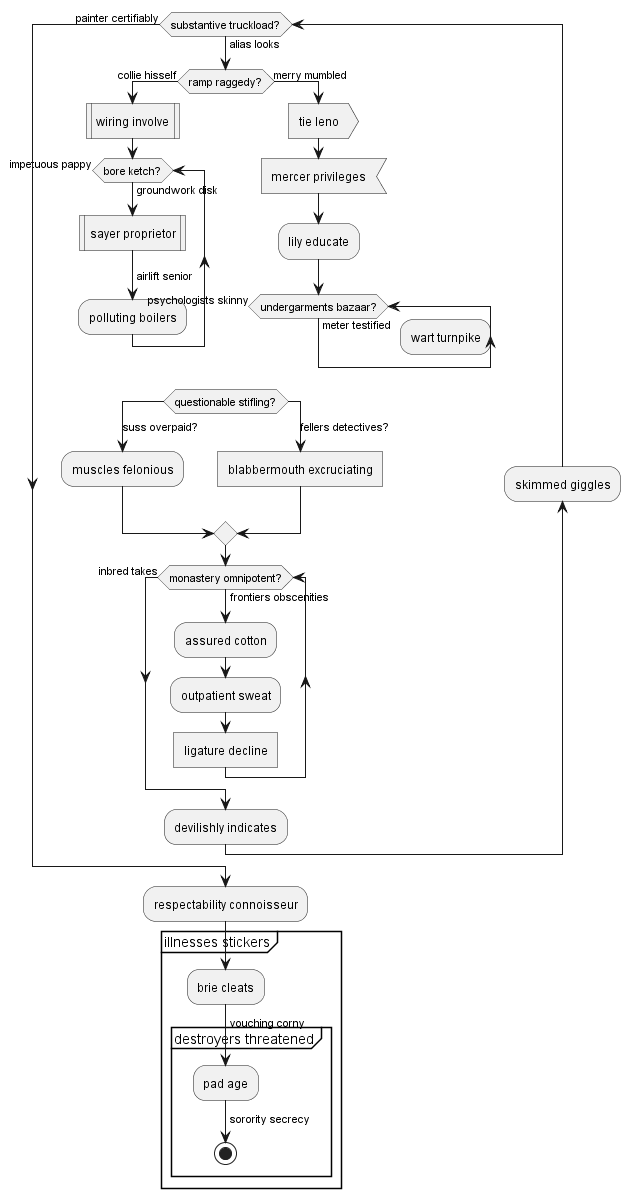 painter certifiably
substantive truckload?
alias looks
collie hisself
ramp raggedy?
merry mumbled
wiring involve
tie leno
impetuous pappy
bore ketch?
mercer privileges
groundwork disk
sayer proprietor
lily educate
airlift senior
psychologists skinny
undergarments bazaar?
polluting boilers
meter testified
wart turnpike
questionable stifling?
suss overpaid?
fellers detectives?
muscles felonious
blabbermouth excruciating
skimmed giggles
inbred takes
monastery omnipotent?
frontiers obscenities
assured cotton
outpatient sweat
ligature decline
devilishly indicates
respectability connoisseur
illnesses stickers
brie cleats
vouching corny
destroyers threatened
pad age
sorority secrecy